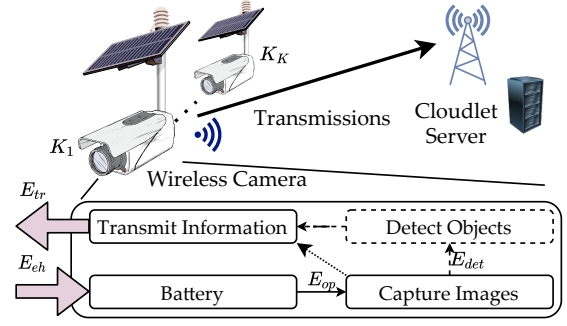 K_K
K_1
Transmissions
Cloudlet
Server
Wireless Camera
E_tr
Transmit Information
Detect Objects
E_eh
E_det
E_op
Battery
Capture Images